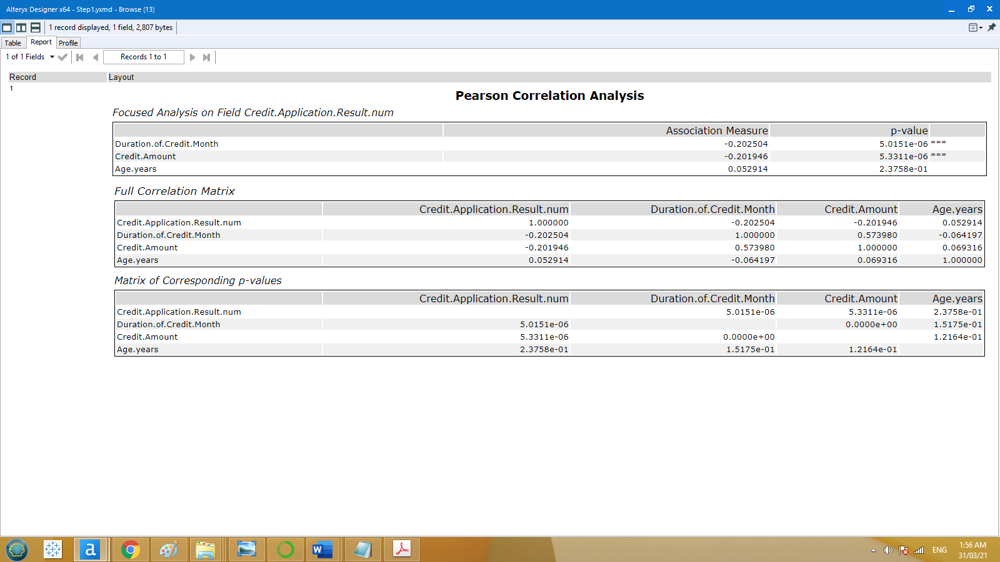 Alteryx Designer x64 - Step1.yxmd - Browse (13)
1 record displayed, 1 field, 2,807 bytes
Table Report Profile
1 of 1 Fields Records 1 to 1
Record Layout
1
Pearson Correlation Analysis
Focused Analysis on Field Credit.Application.Result.num
Association Measure p-value
Duration.of.Credit.Month -0.202504 5.0151e-06 ***
Credit.Amount -0.201946 5.3311e-06 ***
Age.years 0.052914 2.3758e-01
Full Correlation Matrix
Credit.Application.Result.num Duration.of.Credit.Month Credit.Amount Age.years
Credit.Application.Result.num 1.000000 -0.202504 -0.201946 0.052914
Duration.of.Credit.Month -0.202504 1.000000 0.573980 -0.064197
Credit.Amount -0.201946 0.573980 1.000000 0.069316
Age.years 0.052914 -0.064197 0.069316 1.000000
Matrix of Corresponding p-values
Credit.Application.Result.num Duration.of.Credit.Month Credit.Amount Age.years
Credit.Application.Result.num 5.0151e-06 5.3311e-06 2.3758e-01
Duration.of.Credit.Month 5.0151e-06 0.0000e+00 1.5175e-01
Credit.Amount 5.3311e-06 0.0000e+00 1.2164e-01
Age.years 2.3758e-01 1.5175e-01 1.2164e-01
a W ENG 1:56 AM
31/03/21